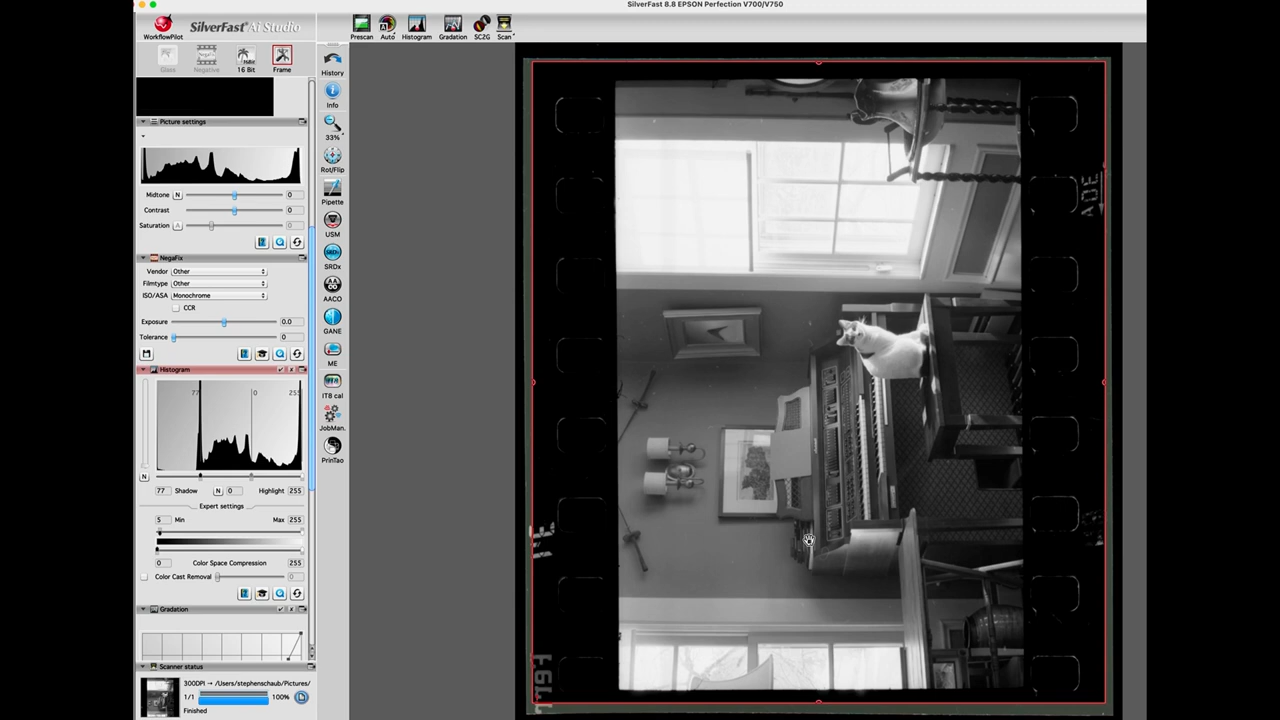 SilverFast 8.8 EPSON Perfection V700/V750
WorkflowPilot
SilverFast Ai Studio
Prescan
Auto
Histogram
Gradation
SC2G
Scan
Glass
Negative
16 Bit
Frame
Picture settings
Midtone N 0
Contrast 0
Saturation A 0
NegaFix
Vendor Other
Filmtype Other
ISO/ASA Monochrome
CCR
Exposure 0.0
Tolerance 0
Histogram
77 0 255
N
77 Shadow N 0 Highlight 255
Expert settings
5 Min Max 255
0 Color Space Compression 255
Color Cast Removal 0
Gradation
Scanner status
300DPI → /Users/stephenschaub/Pictures/
1/1 100%
Finished
History
Info
33%
Rot/Flip
Pipette
USM
SRDx
AACO
GANE
ME
IT8 cal
JobMan.
PrinTao